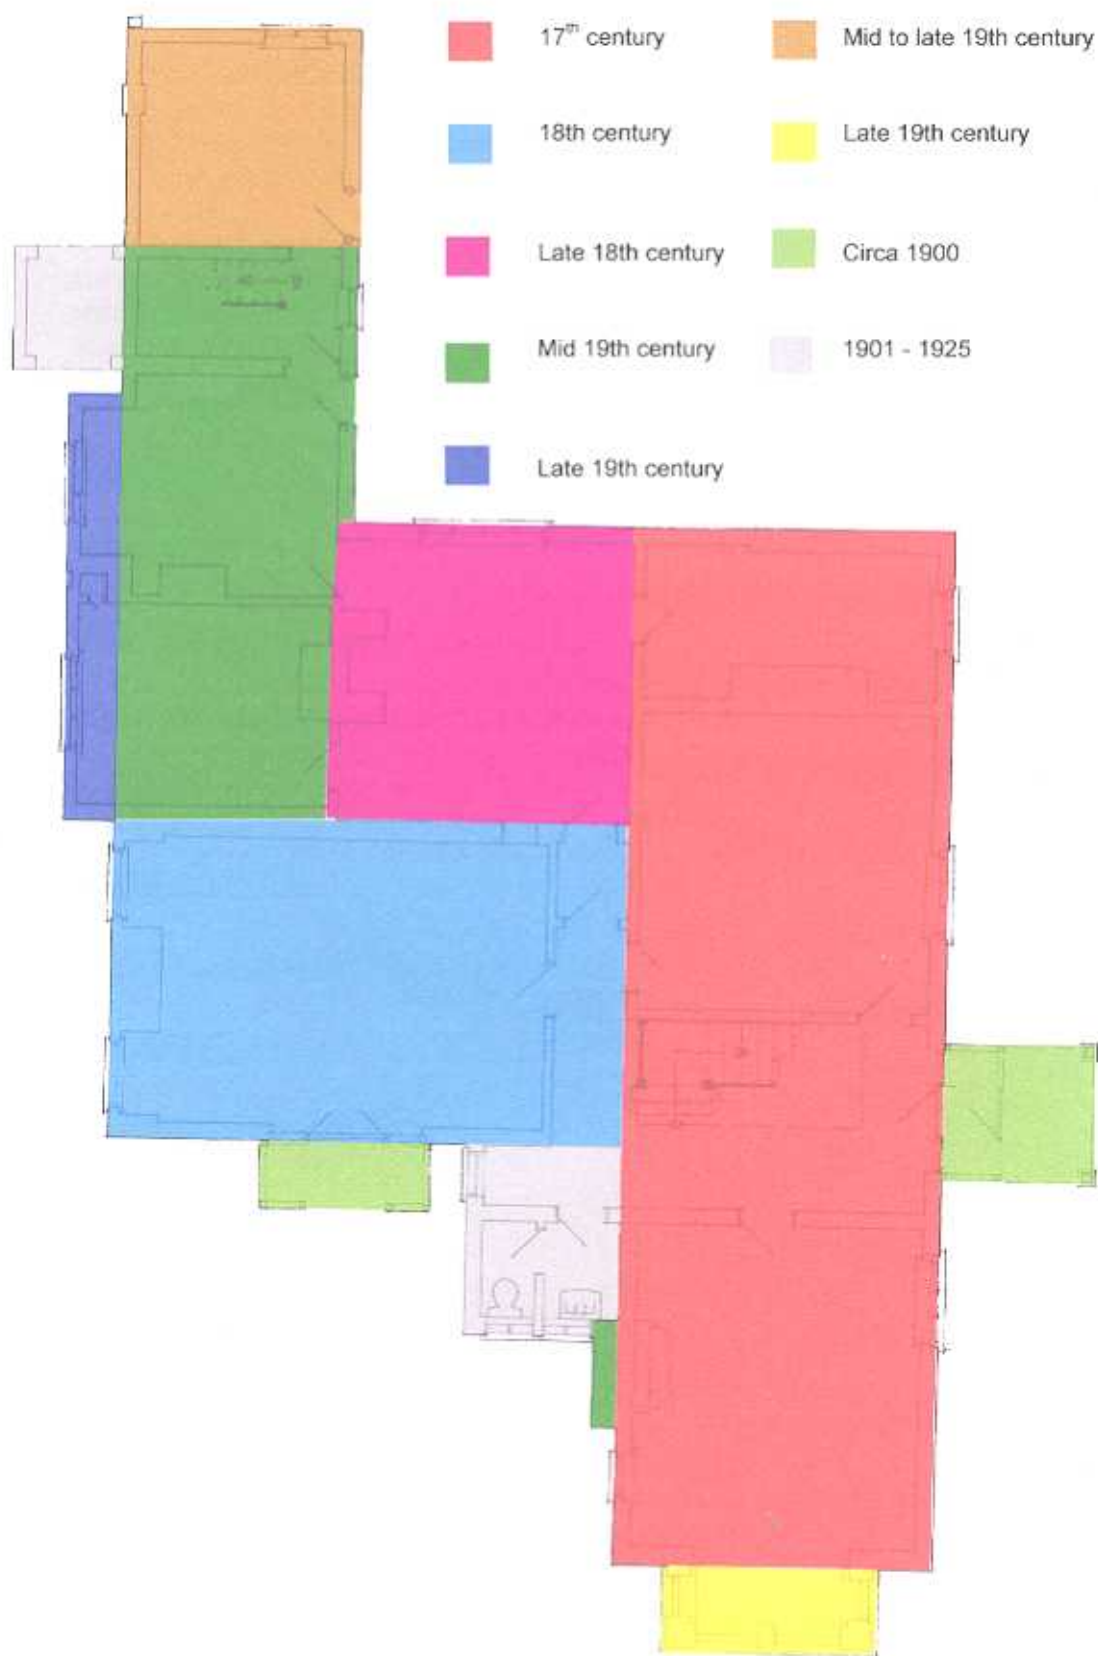 17th century
Mid to late 19th century
18th century
Late 19th century
Late 18th century
Circa 1900
Mid 19th century
1901 - 1925
Late 19th century